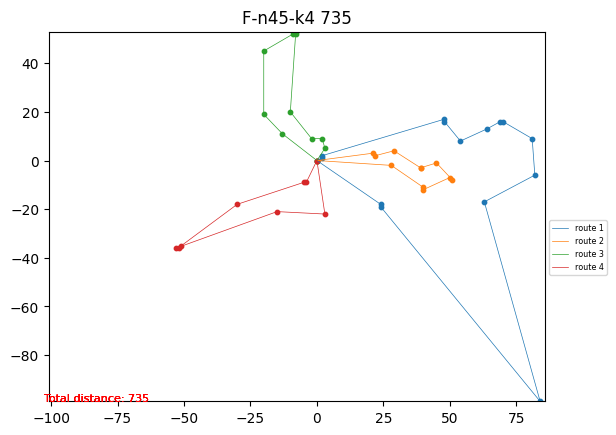 F-n45-k4 735
40
20
0
−20
−40
−60
−80
−100 −75 −50 −25 0 25 50 75
route 1
route 2
route 3
route 4
Total distance: 735